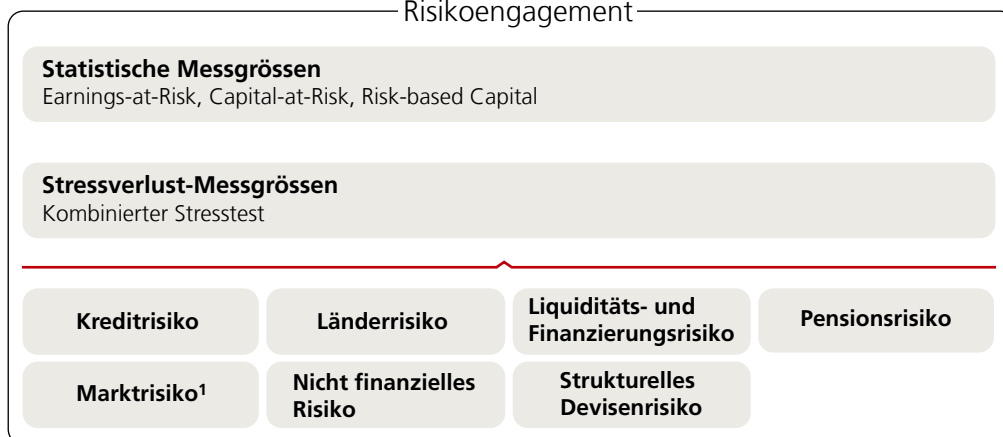 Risikoengagement
Statistische Messgrössen
Earnings-at-Risk, Capital-at-Risk, Risk-based Capital
Stressverlust-Messgrössen
Kombinierter Stresstest
Kreditrisiko
Länderrisiko
Liquiditäts- und
Finanzierungsrisiko
Pensionsrisiko
Marktrisiko¹
Nicht finanzielles
Risiko
Strukturelles
Devisenrisiko